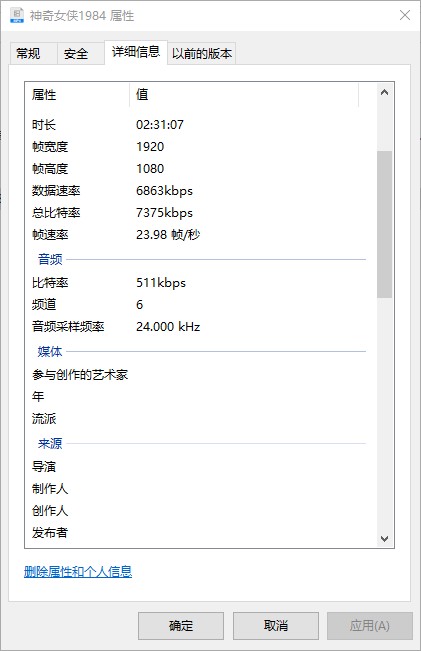 神奇女侠1984 属性
常规 安全 详细信息 以前的版本
属性 值
时长 02:31:07
帧宽度 1920
帧高度 1080
数据速率 6863kbps
总比特率 7375kbps
帧速率 23.98 帧/秒
音频
比特率 511kbps
频道 6
音频采样频率 24.000 kHz
媒体
参与创作的艺术家
年
流派
来源
导演
制作人
创作人
发布者
删除属性和个人信息
确定 取消 应用(A)